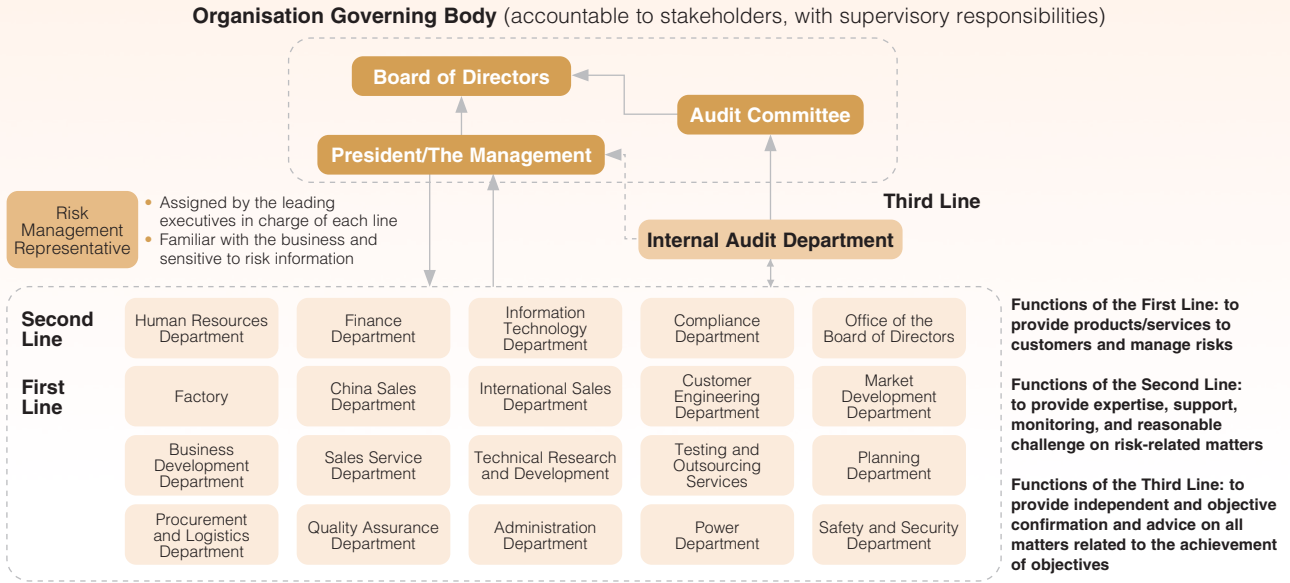 Organisation Governing Body (accountable to stakeholders, with supervisory responsibilities)
Board of Directors
Audit Committee
President/The Management
Risk
Management
Representative
• Assigned by the leading
executives in charge of each line
• Familiar with the business and
sensitive to risk information
Third Line
Internal Audit Department
Second
Line
Human Resources
Department
Finance
Department
Information
Technology
Department
Compliance
Department
Office of the
Board of Directors
First
Line
Factory
China Sales
Department
International Sales
Department
Customer
Engineering
Department
Market
Development
Department
Business
Development
Department
Sales Service
Department
Technical Research
and Development
Testing and
Outsourcing
Services
Planning
Department
Procurement
and Logistics
Department
Quality Assurance
Department
Administration
Department
Power
Department
Safety and Security
Department
Functions of the First Line: to
provide products/services to
customers and manage risks
Functions of the Second Line:
to provide expertise, support,
monitoring, and reasonable
challenge on risk-related matters
Functions of the Third Line: to
provide independent and objective
confirmation and advice on all
matters related to the achievement
of objectives